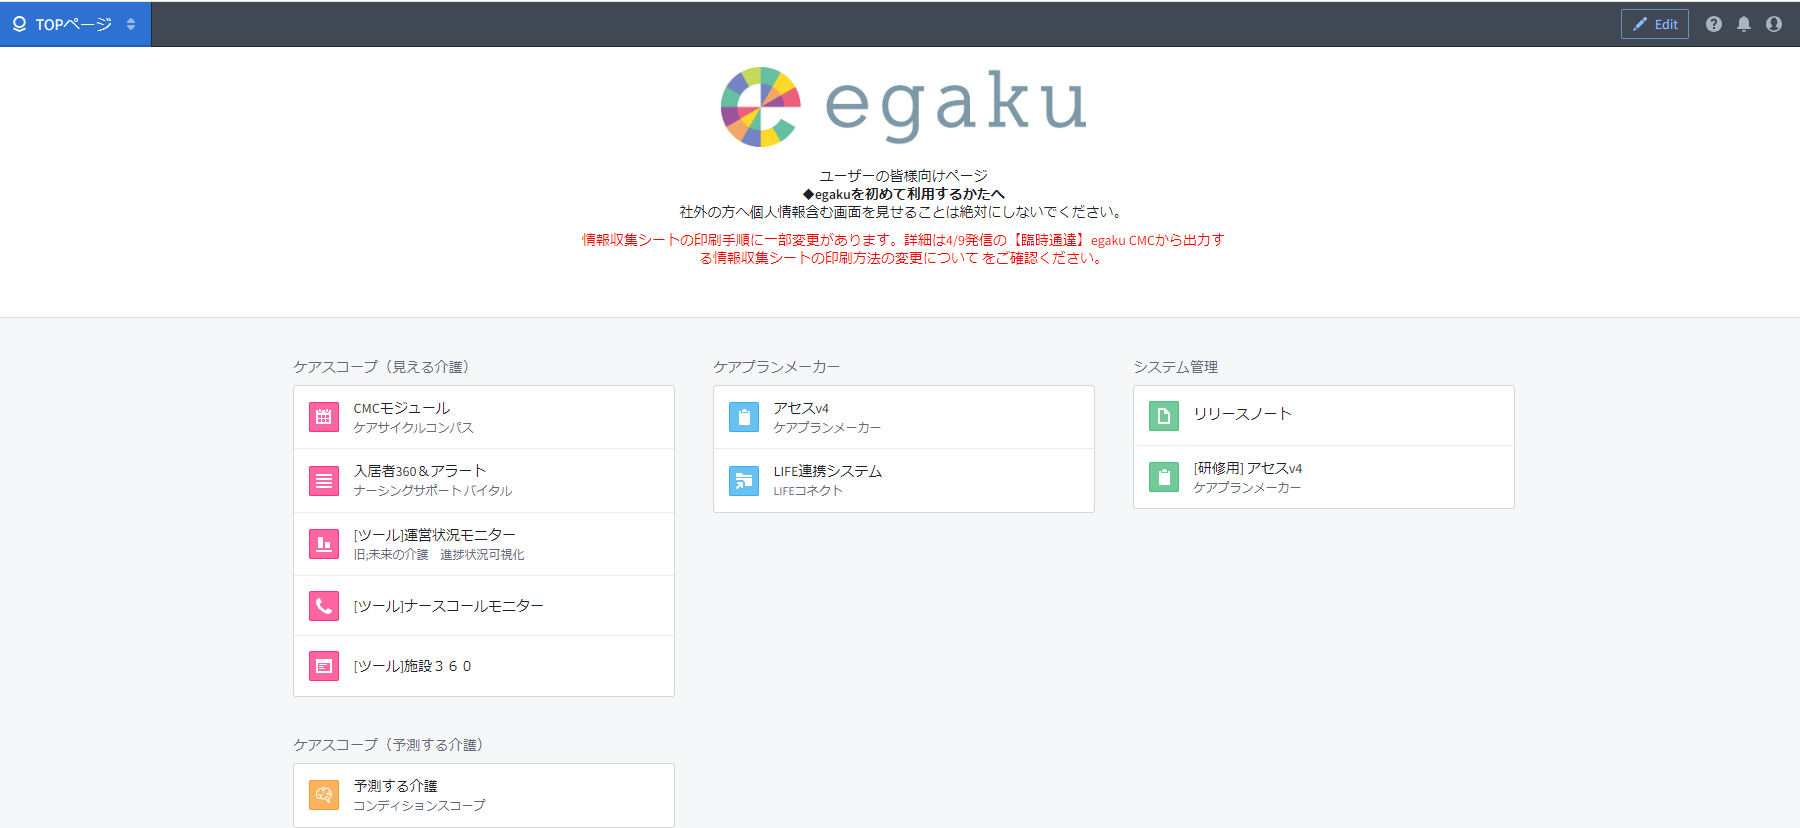 TOPページ
Edit
egaku
ユーザーの皆様向けページ
◆egakuを初めて利用するかたへ
社外の方へ個人情報含む画面を見せることは絶対にしないでください。
情報収集シートの印刷手順に一部変更があります。詳細は4/9発信の【臨時通達】egaku CMCから出力す
る情報収集シートの印刷方法の変更について をご確認ください。
ケアスコープ（見える介護）
CMCモジュール
ケアサイクルコンパス
入居者360＆アラート
ナーシングサポート バイタル
[ツール]運営状況モニター
旧;未来の介護　進捗状況可視化
[ツール]ナースコールモニター
[ツール]施設３６０
ケアスコープ（予測する介護）
予測する介護
コンディションスコープ
ケアプランメーカー
アセスv4
ケアプランメーカー
LIFE連携システム
LIFEコネクト
システム管理
リリースノート
[研修用] アセスv4
ケアプランメーカー